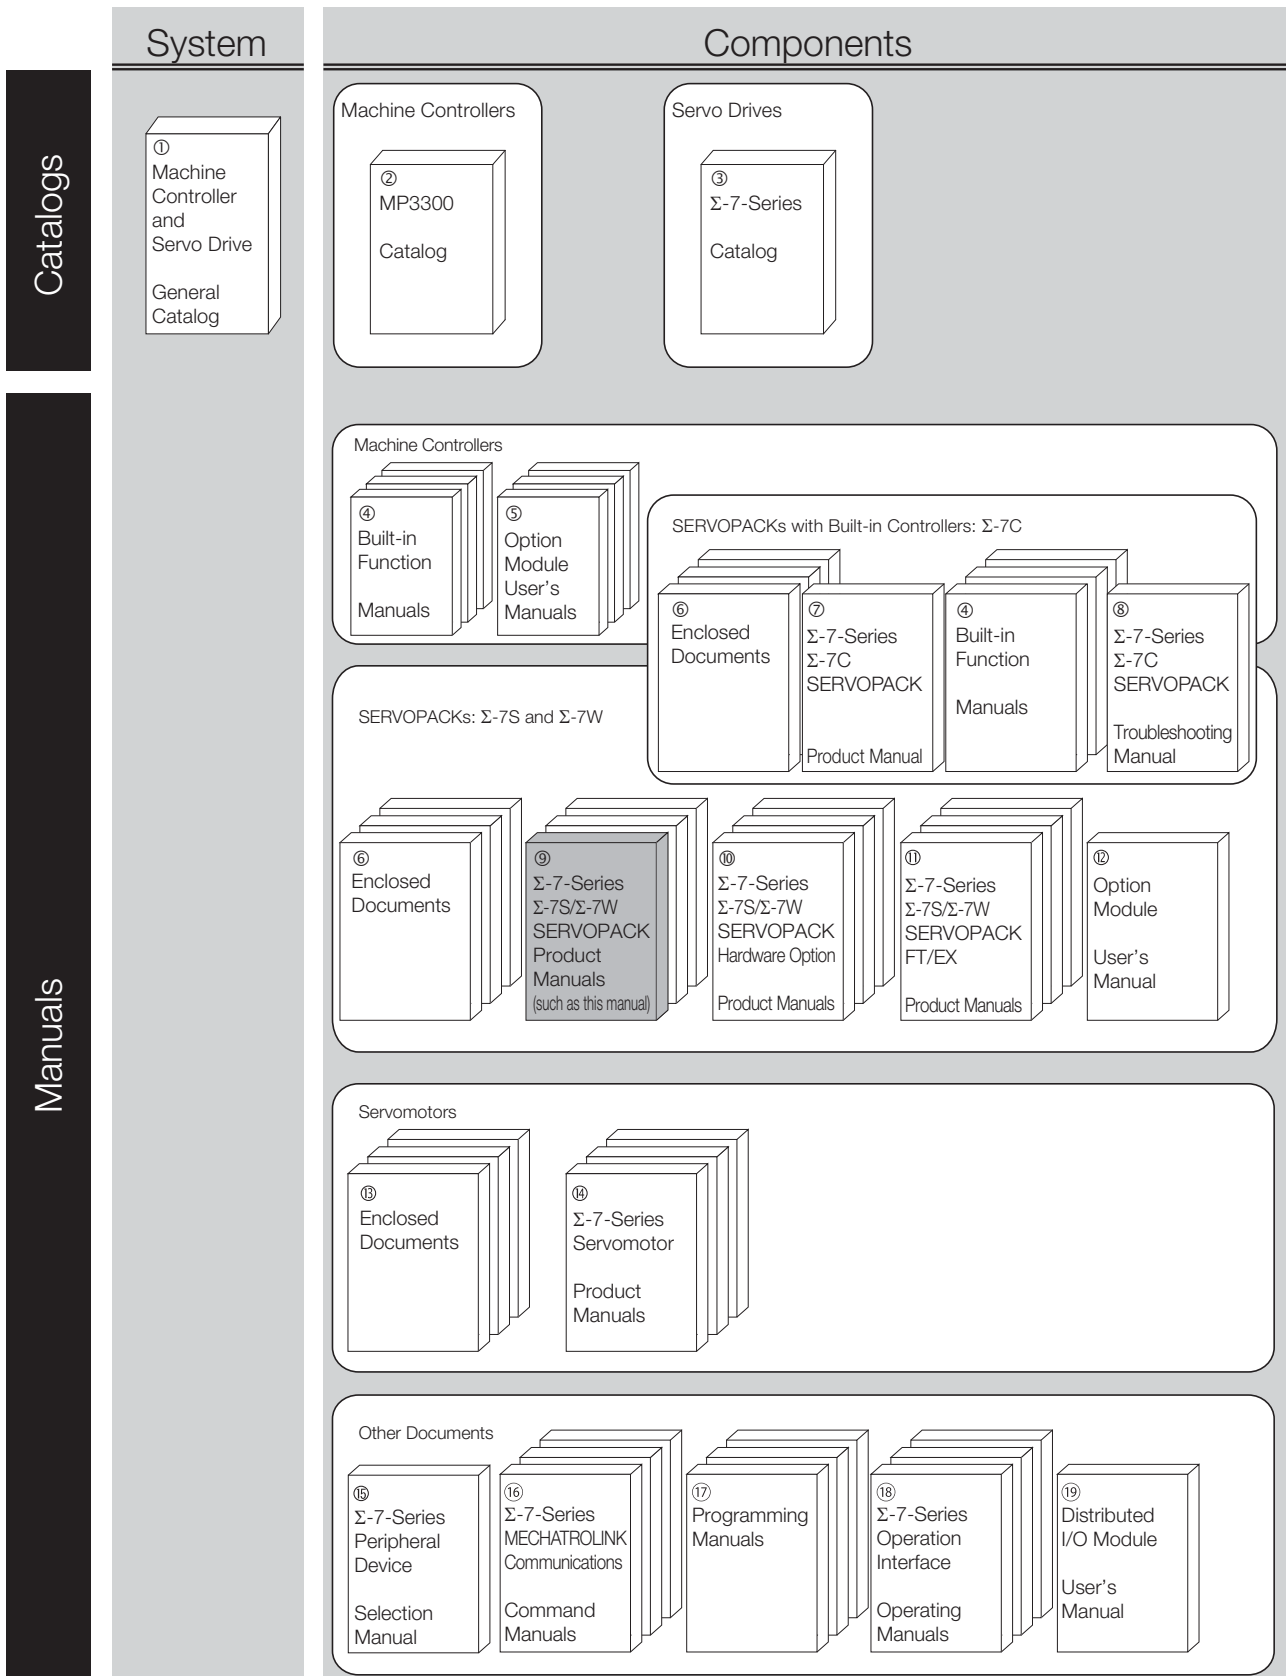 System
Components
Catalogs
Machine Controllers
Servo Drives
①
Machine
Controller
and
Servo Drive
General
Catalog
②
MP3300
Catalog
③
Σ-7-Series
Catalog
Manuals
Machine Controllers
④
Built-in
Function
Manuals
⑤
Option
Module
User's
Manuals
SERVOPACKs with Built-in Controllers: Σ-7C
⑥
Enclosed
Documents
⑦
Σ-7-Series
Σ-7C
SERVOPACK
Product Manual
④
Built-in
Function
Manuals
⑧
Σ-7-Series
Σ-7C
SERVOPACK
Troubleshooting
Manual
SERVOPACKs: Σ-7S and Σ-7W
⑥
Enclosed
Documents
⑨
Σ-7-Series
Σ-7S/Σ-7W
SERVOPACK
Product
Manuals
(such as this manual)
⑩
Σ-7-Series
Σ-7S/Σ-7W
SERVOPACK
Hardware Option
Product Manuals
⑪
Σ-7-Series
Σ-7S/Σ-7W
SERVOPACK
FT/EX
Product Manuals
⑫
Option
Module
User's
Manual
Servomotors
⑬
Enclosed
Documents
⑭
Σ-7-Series
Servomotor
Product
Manuals
Other Documents
⑮
Σ-7-Series
Peripheral
Device
Selection
Manual
⑯
Σ-7-Series
MECHATROLINK
Communications
Command
Manuals
⑰
Programming
Manuals
⑱
Σ-7-Series
Operation
Interface
Operating
Manuals
⑲
Distributed
I/O Module
User's
Manual